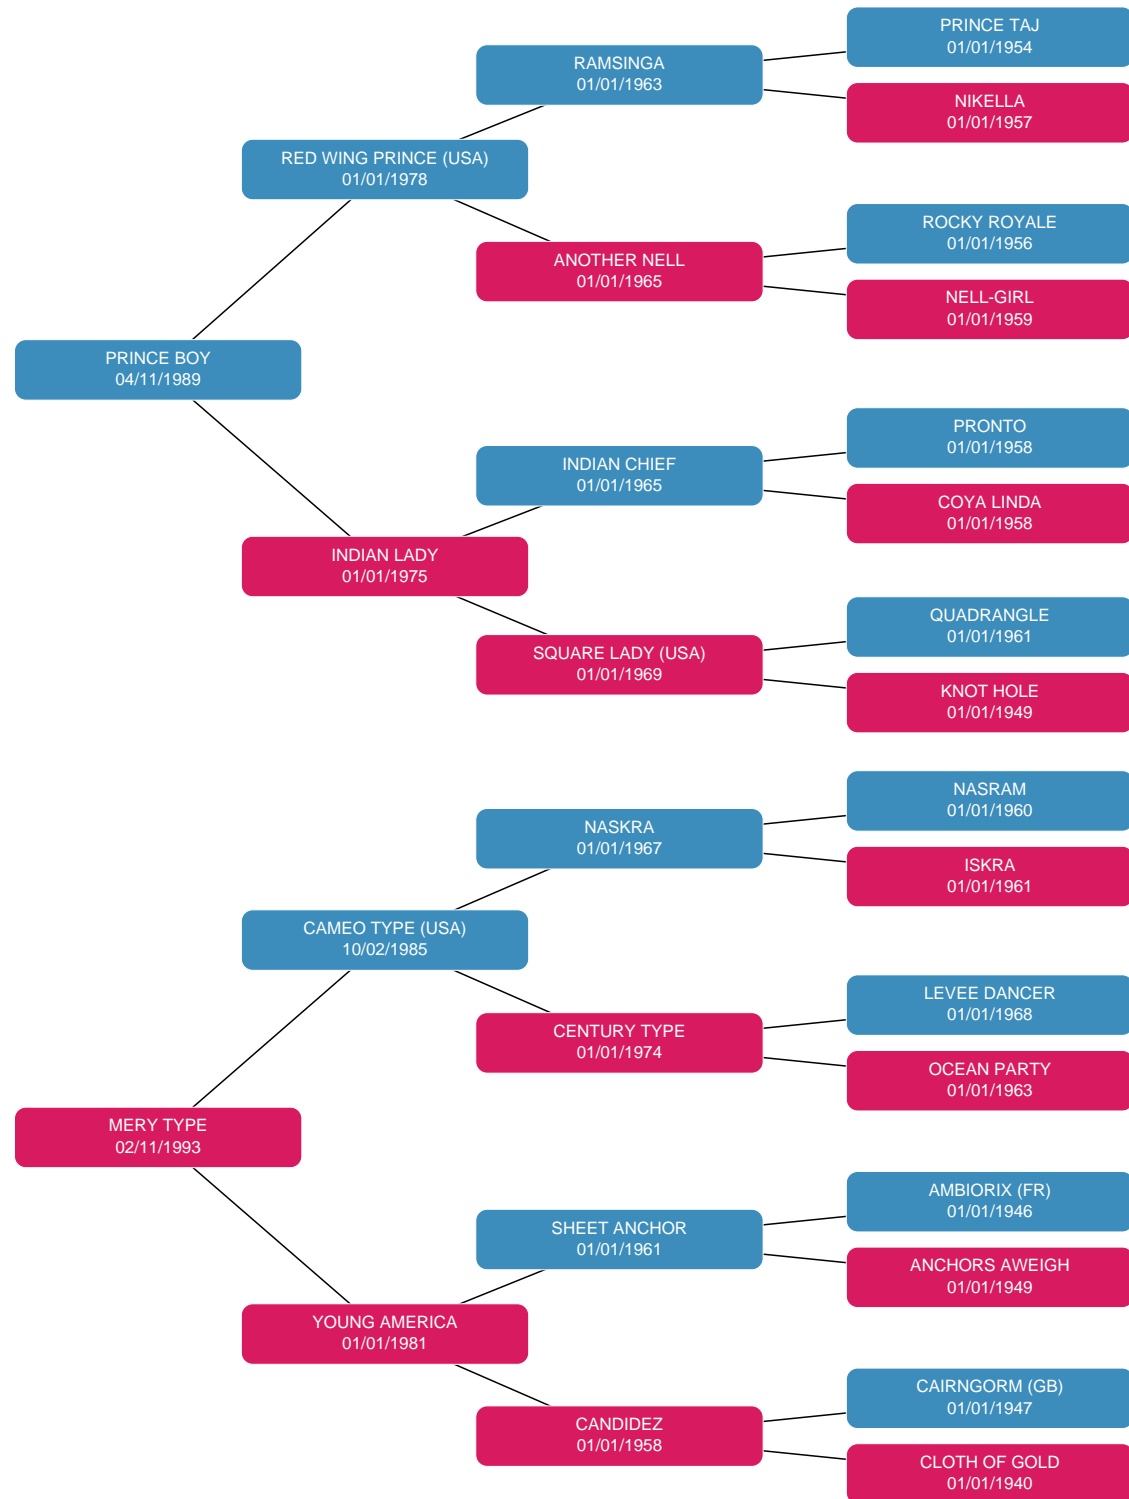 PRINCE TAJ
01/01/1954
RAMSINGA
01/01/1963
NIKELLA
01/01/1957
RED WING PRINCE (USA)
01/01/1978
ROCKY ROYALE
01/01/1956
ANOTHER NELL
01/01/1965
NELL-GIRL
01/01/1959
PRINCE BOY
04/11/1989
PRONTO
01/01/1958
INDIAN CHIEF
01/01/1965
COYA LINDA
01/01/1958
INDIAN LADY
01/01/1975
QUADRANGLE
01/01/1961
SQUARE LADY (USA)
01/01/1969
KNOT HOLE
01/01/1949
NASRAM
01/01/1960
NASKRA
01/01/1967
ISKRA
01/01/1961
CAMEO TYPE (USA)
10/02/1985
LEVEE DANCER
01/01/1968
CENTURY TYPE
01/01/1974
OCEAN PARTY
01/01/1963
MERY TYPE
02/11/1993
AMBIORIX (FR)
01/01/1946
SHEET ANCHOR
01/01/1961
ANCHORS AWEIGH
01/01/1949
YOUNG AMERICA
01/01/1981
CAIRNGORM (GB)
01/01/1947
CANDIDEZ
01/01/1958
CLOTH OF GOLD
01/01/1940